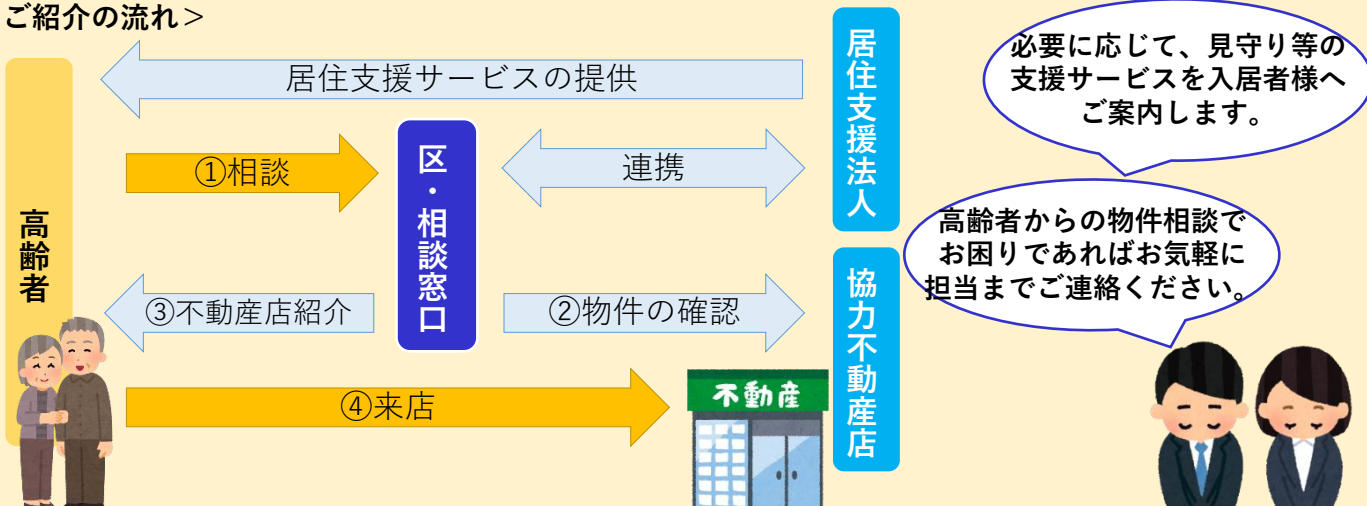 ご紹介の流れ＞
居住支援サービスの提供
高齢者
①相談
区・相談窓口
連携
居住支援法人
③不動産店紹介
②物件の確認
協力不動産店
④来店
不動産
必要に応じて、見守り等の
支援サービスを入居者様へ
ご案内します。
高齢者からの物件相談で
お困りであればお気軽に
担当までご連絡ください。